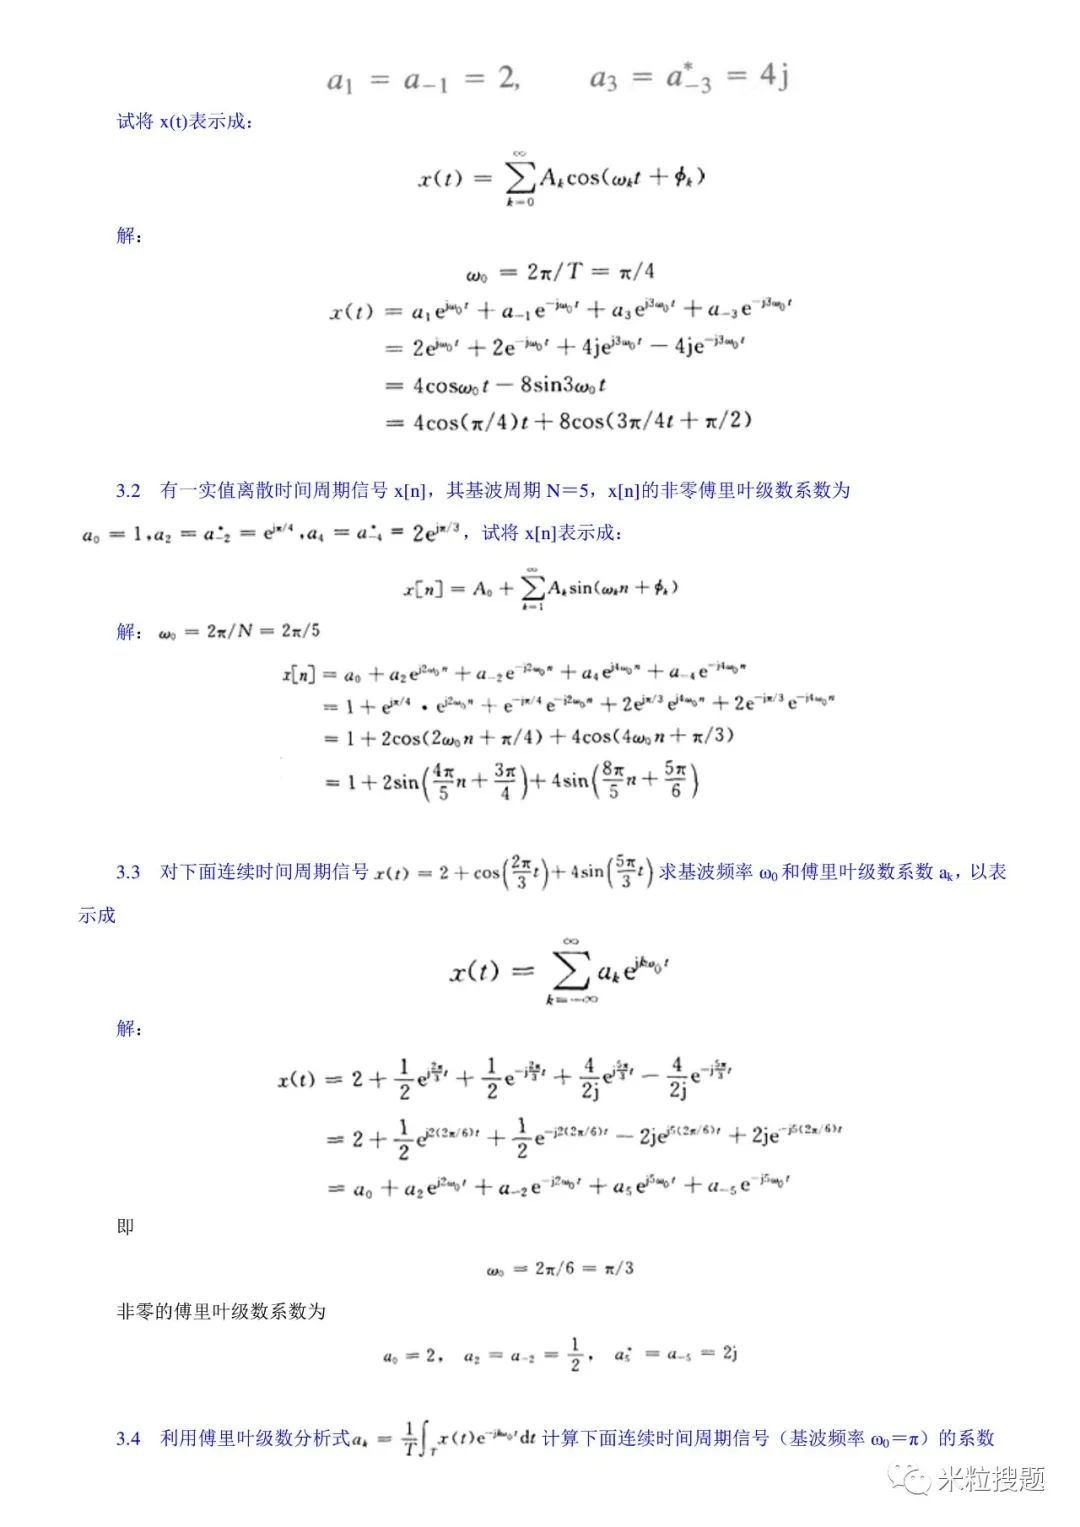 a₁ = a₋₁ = 2,  a₃ = a*₋₃ = 4j
试将 x(t)表示成：
x(t) = ∑_{k=0}^{∞} Aₖcos(ωₖt + ϕₖ)
解：
ω₀ = 2π/T = π/4
x(t) = a₁e^{jω₀t} + a₋₁e^{−jω₀t} + a₃e^{j3ω₀t} + a₋₃e^{−j3ω₀t}
= 2e^{jω₀t} + 2e^{−jω₀t} + 4je^{j3ω₀t} − 4je^{−j3ω₀t}
= 4cosω₀t − 8sin3ω₀t
= 4cos(π/4)t + 8cos(3π/4t + π/2)
3.2 有一实值离散时间周期信号 x[n]，其基波周期 N＝5，x[n]的非零傅里叶级数系数为
a₀ = 1,a₂ = a*₋₂ = e^{jπ/4},a₄ = a*₋₄ = 2e^{jπ/3}，试将 x[n]表示成：
x[n] = A₀ + ∑_{k=1}^{∞} Aₖsin(ωₖn + ϕₖ)
解：ω₀ = 2π/N = 2π/5
x[n] = a₀ + a₂e^{j2ω₀n} + a₋₂e^{−j2ω₀n} + a₄e^{j4ω₀n} + a₋₄e^{−j4ω₀n}
= 1 + e^{jπ/4} • e^{j2ω₀n} + e^{−jπ/4}e^{−j2ω₀n} + 2e^{jπ/3}e^{j4ω₀n} + 2e^{−jπ/3}e^{−j4ω₀n}
= 1 + 2cos(2ω₀n + π/4) + 4cos(4ω₀n + π/3)
= 1 + 2sin(4π/5 n + 3π/4) + 4sin(8π/5 n + 5π/6)
3.3 对下面连续时间周期信号 x(t) = 2 + cos(2π/3 t) + 4sin(5π/3 t) 求基波频率 ω₀ 和傅里叶级数系数 aₖ，以表
示成
x(t) = ∑_{k=−∞}^{∞} aₖe^{jkω₀t}
解：
x(t) = 2 + 1/2 e^{j2π/3 t} + 1/2 e^{−j2π/3 t} + 4/2j e^{j5π/3 t} − 4/2j e^{−j5π/3 t}
= 2 + 1/2 e^{j2(2π/6)t} + 1/2 e^{−j2(2π/6)t} − 2je^{j5(2π/6)t} + 2je^{−j5(2π/6)t}
= a₀ + a₂e^{j2ω₀t} + a₋₂e^{−j2ω₀t} + a₅e^{j5ω₀t} + a₋₅e^{−j5ω₀t}
即
ω₀ = 2π/6 = π/3
非零的傅里叶级数系数为
a₀ = 2, a₂ = a₋₂ = 1/2, a₅* = a₋₅ = 2j
3.4 利用傅里叶级数分析式 aₖ = 1/T ∫_T x(t)e^{−jkω₀t}dt 计算下面连续时间周期信号（基波频率 ω₀＝π）的系数
米粒搜题